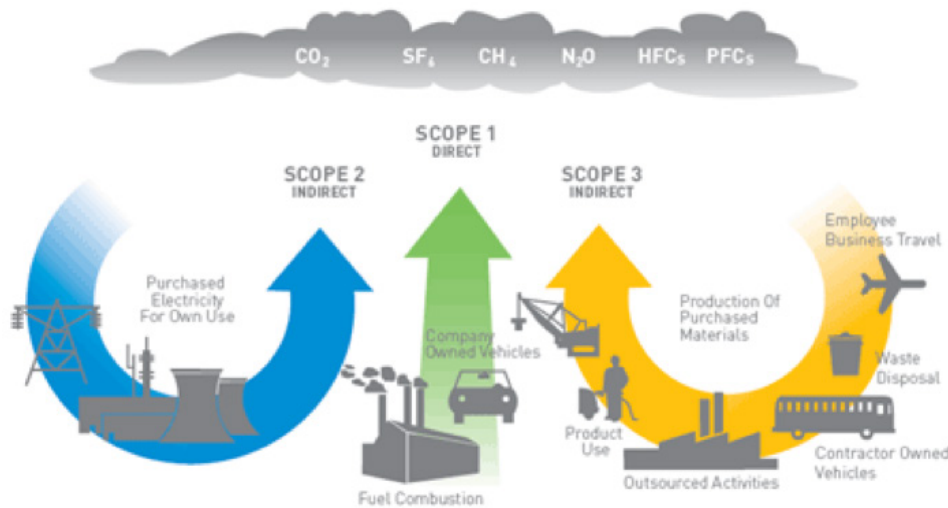 CO₂ SF₆ CH₄ N₂O HFCs PFCs
SCOPE 1
DIRECT
SCOPE 2
INDIRECT
SCOPE 3
INDIRECT
Purchased
Electricity
For Own Use
Company
Owned Vehicles
Fuel Combustion
Production Of
Purchased
Materials
Employee
Business Travel
Waste
Disposal
Contractor Owned
Vehicles
Outsourced Activities
Product
Use